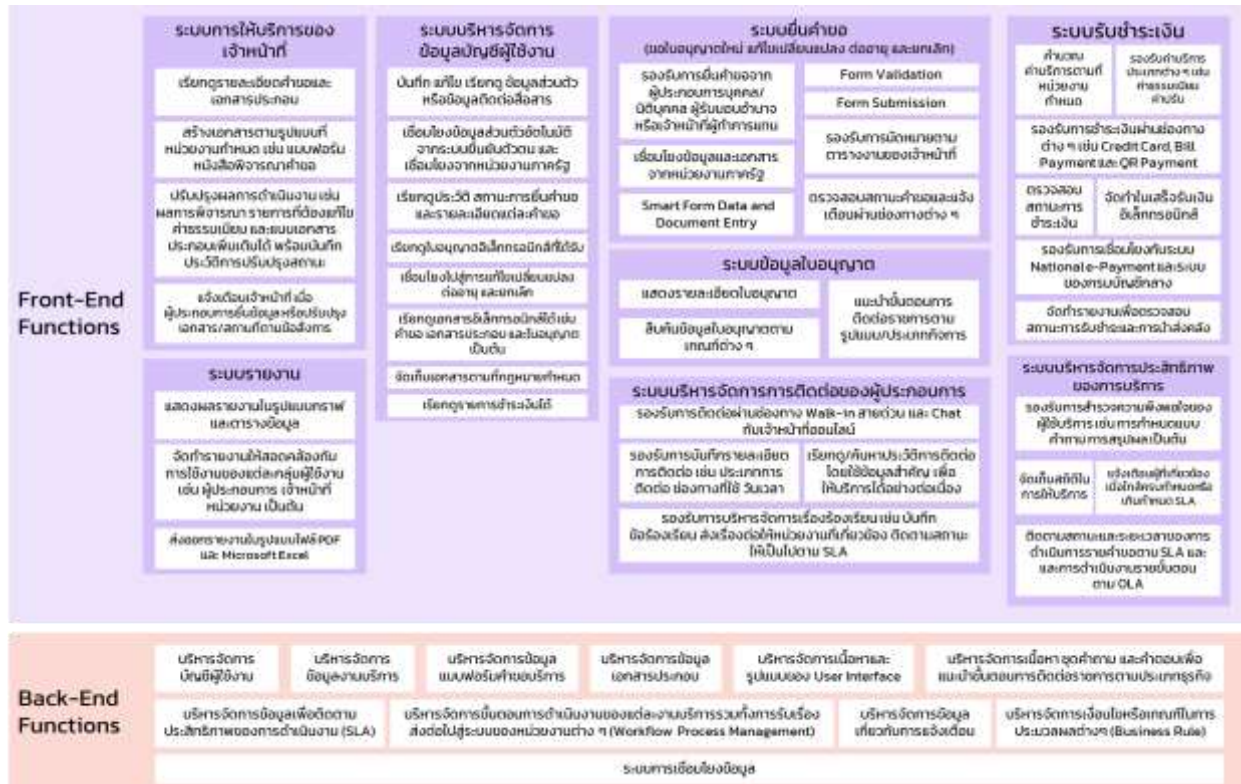 Front-End
Functions
ระบบการให้บริการของ
เจ้าหน้าที่
เรียกดูรายละเอียดคำขอและ
เอกสารประกอบ
สร้างเอกสารตามรูปแบบที่
หน่วยงานกำหนด เช่น แบบฟอร์ม
หนังสือพิจารณาคำขอ
ปรับปรุงผลการดำเนินงาน เช่น
ผลการพิจารณา รายการที่ต้องแก้ไข
ค่าธรรมเนียม และแนบเอกสาร
ประกอบเพิ่มเติมได้ พร้อมบันทึก
ประวัติการปรับปรุงสถานะ
แจ้งเตือนเจ้าหน้าที่ เมื่อ
ผู้ประกอบการยื่นข้อมูลหรือปรับปรุง
เอกสาร/สถานที่ตามข้อสั่งการ
ระบบรายงาน
แสดงผลรายงานในรูปแบบกราฟ
และตารางข้อมูล
จัดทำรายงานให้สอดคล้องกับ
การใช้งานของแต่ละกลุ่มผู้ใช้งาน
เช่น ผู้ประกอบการ เจ้าหน้าที่
หน่วยงาน เป็นต้น
ส่งออกรายงานในรูปแบบไฟล์ PDF
และ Microsoft Excel
ระบบบริหารจัดการ
ข้อมูลบัญชีผู้ใช้งาน
บันทึก แก้ไข เรียกดู ข้อมูลส่วนตัว
หรือข้อมูลติดต่อสื่อสาร
เชื่อมโยงข้อมูลส่วนตัวอัตโนมัติ
จากระบบยืนยันตัวตน และ
เชื่อมโยงจากหน่วยงานภาครัฐ
เรียกดูประวัติ สถานะการยื่นคำขอ
และรายละเอียดแต่ละคำขอ
เรียกดูใบอนุญาตอิเล็กทรอนิกส์ที่ได้รับ
เชื่อมโยงไปสู่การแก้ไขเปลี่ยนแปลง
ต่ออายุ และยกเลิก
เรียกดูเอกสารอิเล็กทรอนิกส์ได้ เช่น
คำขอ เอกสารประกอบ และใบอนุญาต
เป็นต้น
จัดเก็บเอกสารตามที่กฎหมายกำหนด
เรียกดูรายการชำระเงินได้
ระบบยื่นคำขอ
(ขอใบอนุญาตใหม่ แก้ไขเปลี่ยนแปลง ต่ออายุ และยกเลิก)
รองรับการยื่นคำขอจาก
ผู้ประกอบการบุคคล/
นิติบุคคล ผู้รับมอบอำนาจ
หรือเจ้าหน้าที่ผู้ทำการแทน
เชื่อมโยงข้อมูลและเอกสาร
จากหน่วยงานภาครัฐ
Smart Form Data and
Document Entry
Form Validation
Form Submission
รองรับการนัดหมายตาม
ตารางงานของเจ้าหน้าที่
ตรวจสอบสถานะคำขอและแจ้ง
เตือนผ่านช่องทางต่าง ๆ
ระบบข้อมูลใบอนุญาต
แสดงรายละเอียดใบอนุญาต
สืบค้นข้อมูลใบอนุญาตตาม
เกณฑ์ต่าง ๆ
แนะนำขั้นตอนการ
ติดต่อราชการตาม
รูปแบบ/ประเภทกิจการ
ระบบบริหารจัดการการติดต่อของผู้ประกอบการ
รองรับการติดต่อผ่านช่องทาง Walk-in สายด่วน และ Chat
กับเจ้าหน้าที่ออนไลน์
รองรับการบันทึกรายละเอียด
การติดต่อ เช่น ประเภทการ
ติดต่อ ช่องทางที่ใช้ วันเวลา
เรียกดู/ค้นหาประวัติการติดต่อ
โดยใช้ข้อมูลสำคัญ เพื่อ
ให้บริการได้อย่างต่อเนื่อง
รองรับการบริหารจัดการเรื่องร้องเรียน เช่น บันทึก
ข้อร้องเรียน ส่งเรื่องต่อให้หน่วยงานที่เกี่ยวข้อง ติดตามสถานะ
ให้เป็นไปตาม SLA
ระบบรับชำระเงิน
คำนวณ
ค่าบริการตามที่
หน่วยงาน
กำหนด
รองรับค่าบริการ
ประเภทต่าง ๆ เช่น
ค่าธรรมเนียม
ค่าปรับ
รองรับการชำระเงินผ่านช่องทาง
ต่าง ๆ เช่น Credit Card, Bill
Payment และ QR Payment
ตรวจสอบ
สถานะการ
ชำระเงิน
จัดทำใบเสร็จรับเงิน
อิเล็กทรอนิกส์
รองรับการเชื่อมโยงกับระบบ
National e-Payment และระบบ
ของกรมบัญชีกลาง
จัดทำรายงานเพื่อตรวจสอบ
สถานะการรับชำระและการนำส่งคลัง
ระบบบริหารจัดการประสิทธิภาพ
ของการบริการ
รองรับการสำรวจความพึงพอใจของ
ผู้ใช้บริการ เช่น การกำหนดแบบ
คำถาม การสรุปผล เป็นต้น
จัดเก็บสถิติใน
การให้บริการ
แจ้งเตือนผู้ที่เกี่ยวข้อง
เมื่อใกล้ครบกำหนดหรือ
เกินกำหนด SLA
ติดตามสถานะและระยะเวลาของการ
ดำเนินการรายคำขอตาม SLA และ
และการดำเนินงานรายขั้นตอน
ตาม OLA
Back-End
Functions
บริหารจัดการ
บัญชีผู้ใช้งาน
บริหารจัดการ
ข้อมูลงานบริการ
บริหารจัดการข้อมูล
แบบฟอร์มคำขอบริการ
บริหารจัดการข้อมูล
เอกสารประกอบ
บริหารจัดการเนื้อหาและ
รูปแบบของ User Interface
บริหารจัดการเนื้อหา ชุดคำถาม และคำตอบเพื่อ
แนะนำขั้นตอนการติดต่อราชการตามประเภทธุรกิจ
บริหารจัดการข้อมูลเพื่อติดตาม
ประสิทธิภาพของการดำเนินงาน (SLA)
บริหารจัดการขั้นตอนการดำเนินงานของแต่ละงานบริการรวมทั้งการรับเรื่อง
ส่งต่อไปสู่ระบบของหน่วยงานต่าง ๆ (Workflow Process Management)
บริหารจัดการข้อมูล
เกี่ยวกับการแจ้งเตือน
บริหารจัดการเงื่อนไขหรือเกณฑ์ในการ
ประมวลผลต่างๆ (Business Rule)
ระบบการเชื่อมโยงข้อมูล